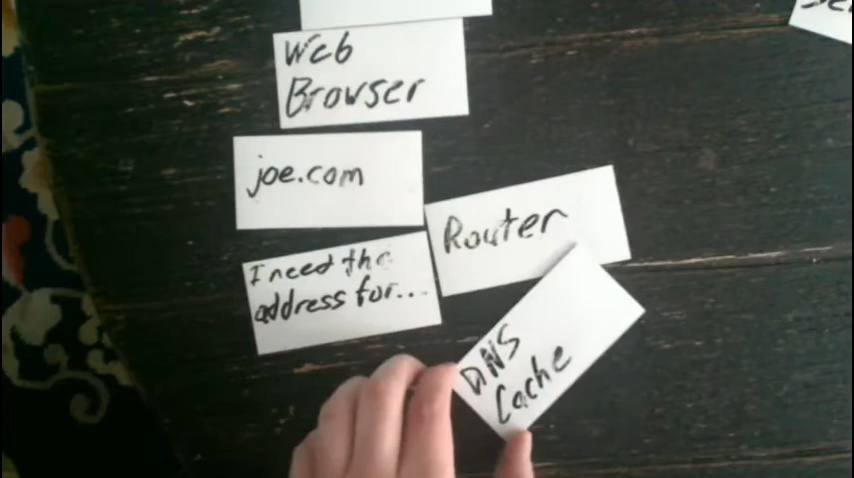 Web
Browser
joe.com
Router
I need the
address for...
DNS
Cache